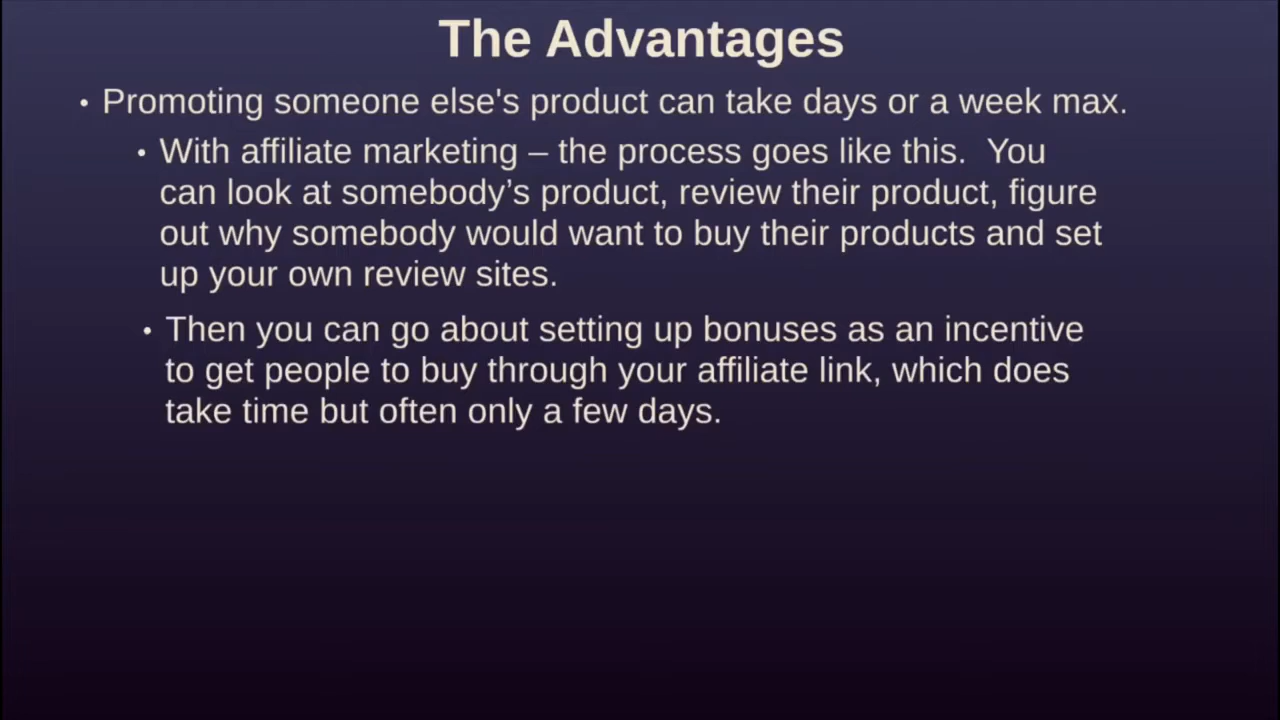 The Advantages
• Promoting someone else's product can take days or a week max.
• With affiliate marketing – the process goes like this.  You
can look at somebody’s product, review their product, figure
out why somebody would want to buy their products and set
up your own review sites.
• Then you can go about setting up bonuses as an incentive
to get people to buy through your affiliate link, which does
take time but often only a few days.